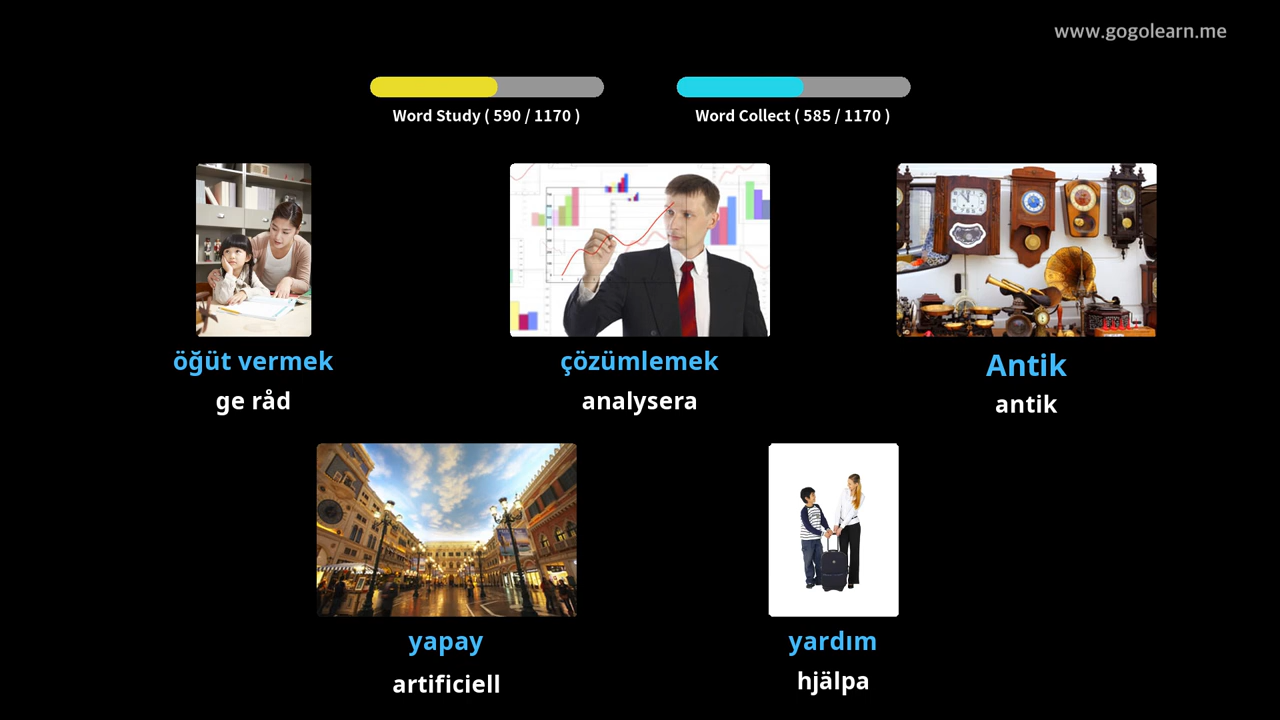 www.gogolearn.me
Word Study ( 590 / 1170 )
Word Collect ( 585 / 1170 )
öğüt vermek
ge råd
çözümlemek
analysera
Antik
antik
yapay
artificiell
yardım
hjälpa